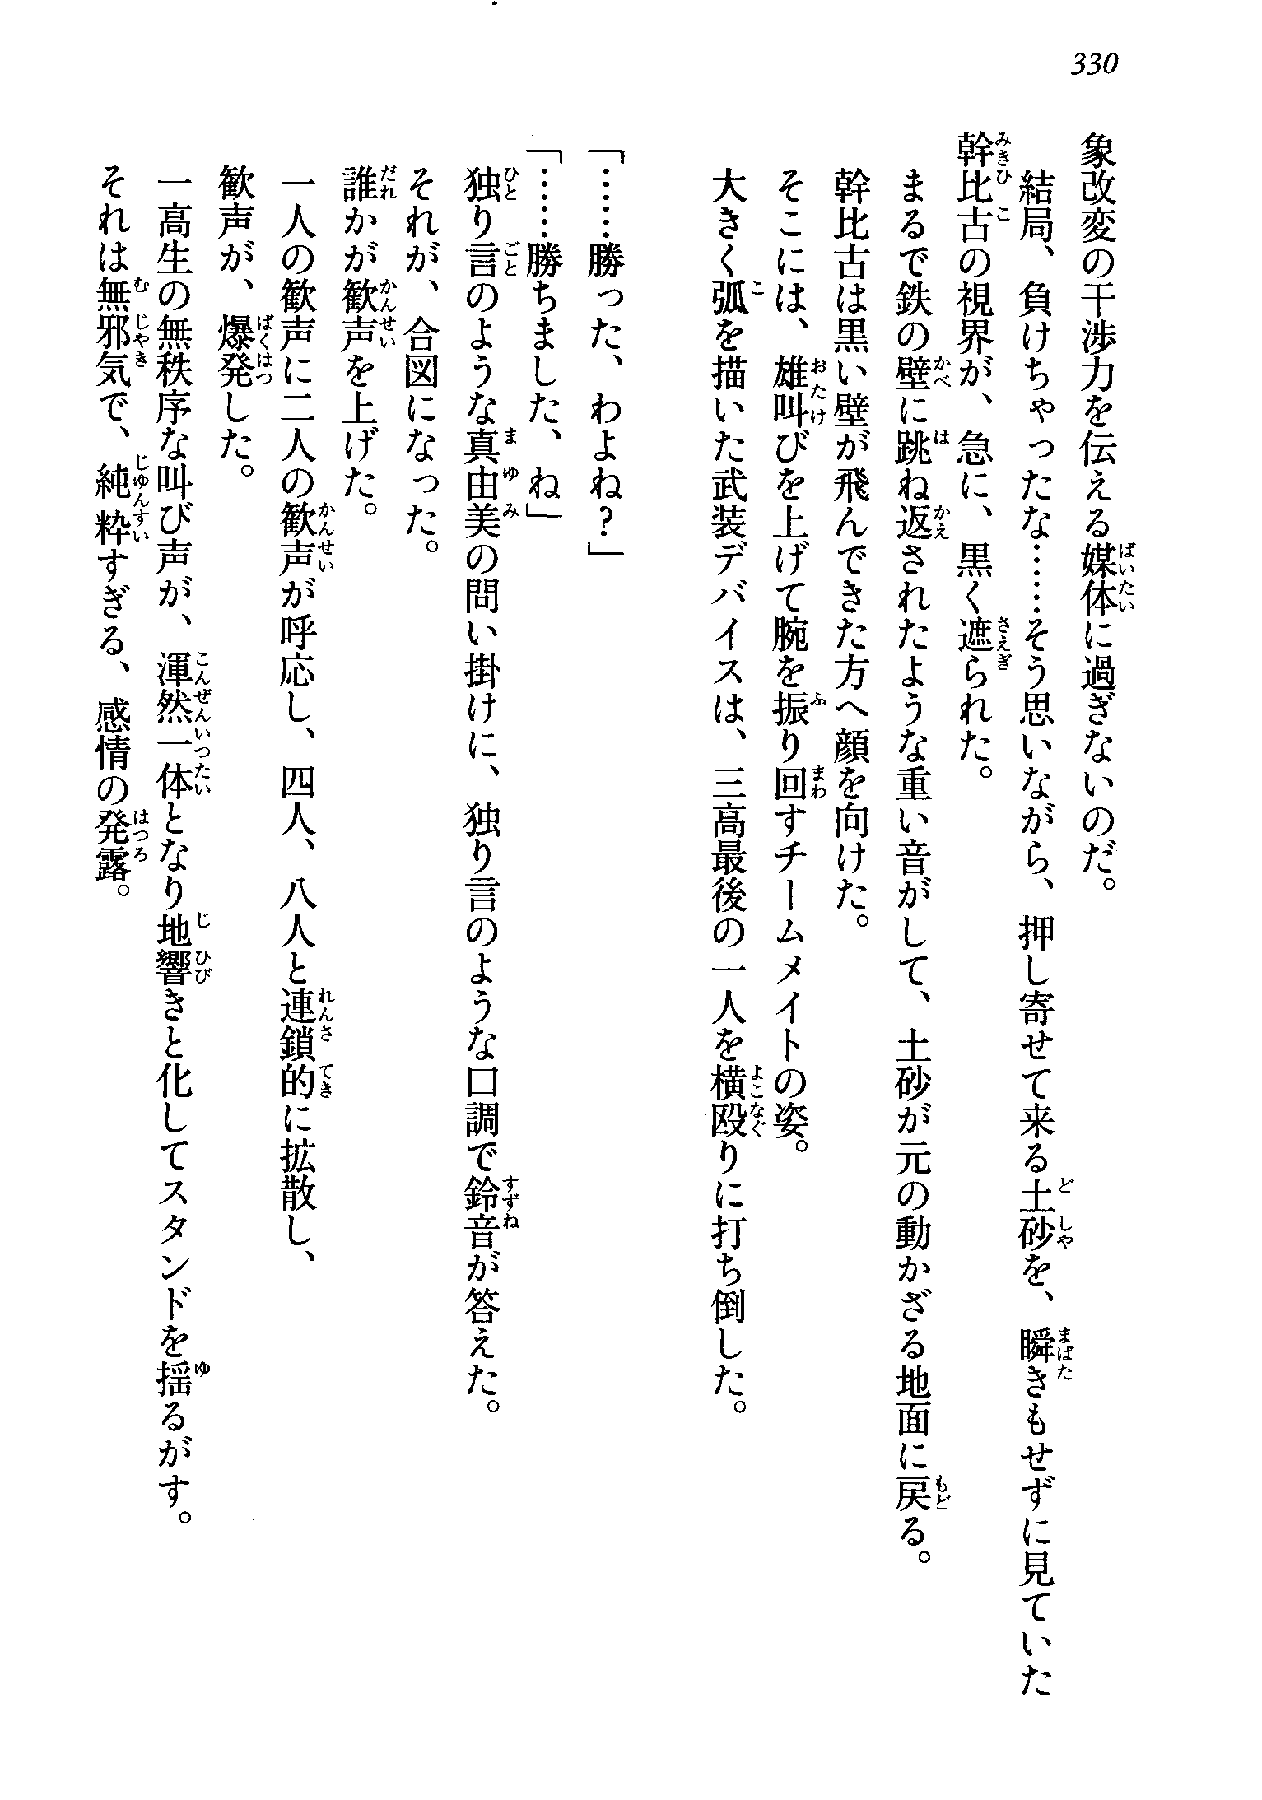 330
象改変の干渉力を伝える媒体に過ぎないのだ。
結局、負けちゃったな……そう思いながら、押し寄せて来る土砂を、瞬きもせずに見ていた
幹比古の視界が、急に、黒く遮られた。
まるで鉄の壁に跳ね返されたような重い音がして、土砂が元の動かざる地面に戻る。
幹比古は黒い壁が飛んできた方へ顔を向けた。
そこには、雄叫びを上げて腕を振り回すチームメイトの姿。
大きく弧を描いた武装デバイスは、三高最後の一人を横殴りに打ち倒した。
「……勝った、わよね?」
「……勝ちました、ね」
独り言のような真由美の問い掛けに、独り言のような口調で鈴音が答えた。
それが、合図になった。
誰かが歓声を上げた。
一人の歓声に二人の歓声が呼応し、四人、八人と連鎖的に拡散し、
歓声が、爆発した。
一高生の無秩序な叫び声が、渾然一体となり地響きと化してスタンドを揺るがす。
それは無邪気で、純粋すぎる、感情の発露。